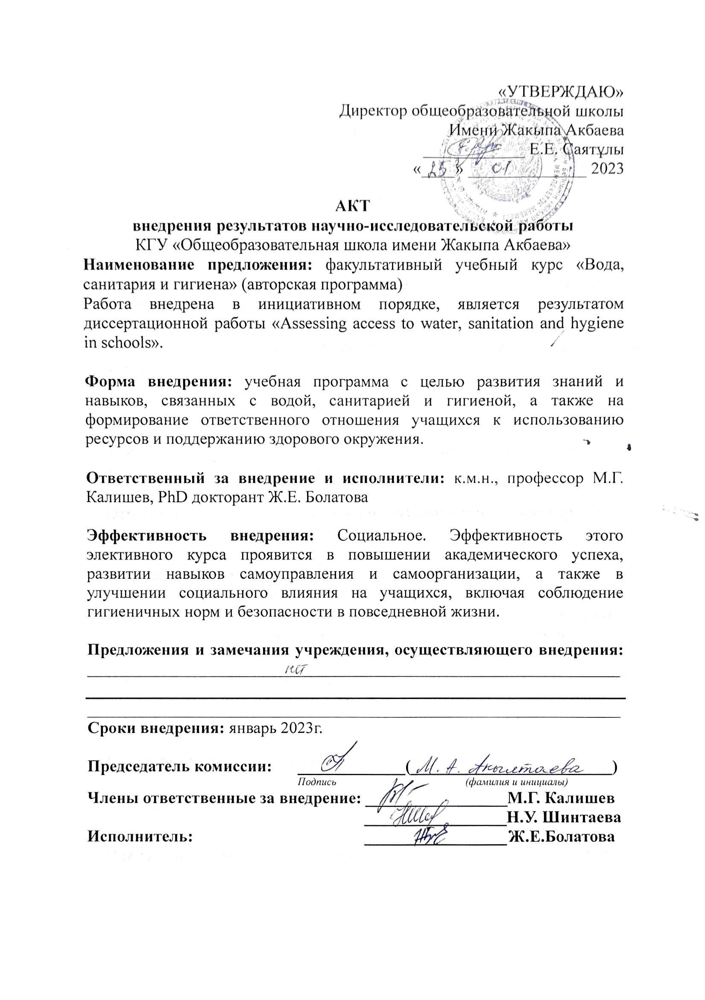 «УТВЕРЖДАЮ»
Директор общеобразовательной школы
Имени Жакыпа Акбаева
Е.Е. Саятұлы
«25» 01 2023
АКТ
внедрения результатов научно-исследовательской работы
КГУ «Общеобразовательная школа имени Жакыпа Акбаева»
Наименование предложения: факультативный учебный курс «Вода,
санитария и гигиена» (авторская программа)
Работа внедрена в инициативном порядке, является результатом
диссертационной работы «Assessing access to water, sanitation and hygiene
in schools».
Форма внедрения: учебная программа с целью развития знаний и
навыков, связанных с водой, санитарией и гигиеной, а также на
формирование ответственного отношения учащихся к использованию
ресурсов и поддержанию здорового окружения.
Ответственный за внедрение и исполнители: к.м.н., профессор М.Г.
Калишев, PhD докторант Ж.Е. Болатова
Эффективность внедрения: Социальное. Эффективность этого
элективного курса проявится в повышении академического успеха,
развитии навыков самоуправления и самоорганизации, а также в
улучшении социального влияния на учащихся, включая соблюдение
гигиеничных норм и безопасности в повседневной жизни.
Предложения и замечания учреждения, осуществляющего внедрения:
нет
Сроки внедрения: январь 2023г.
Председатель комиссии: (М. А. Акылтаева)
Подпись (фамилия и инициалы)
Члены ответственные за внедрение: М.Г. Калишев
Н.У. Шинтаева
Исполнитель: Ж.Е.Болатова